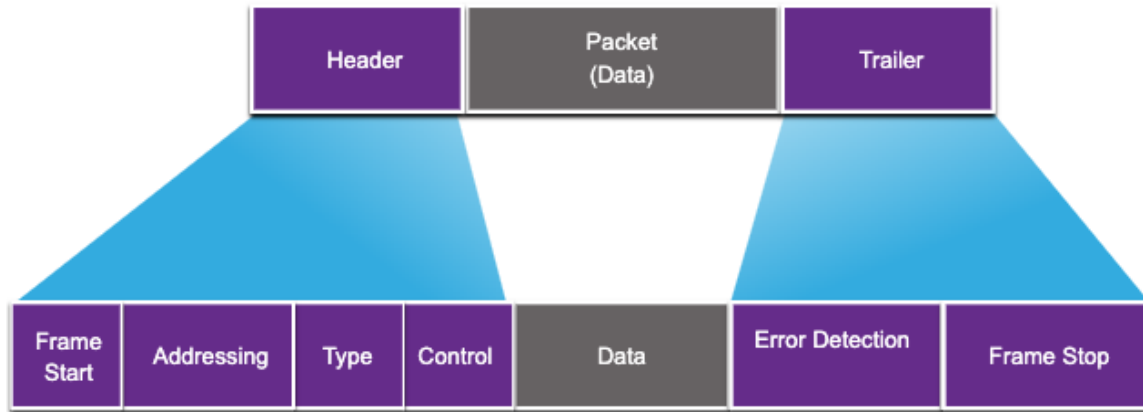 Header
Packet
(Data)
Trailer
Frame
Start
Addressing
Type
Control
Data
Error Detection
Frame Stop